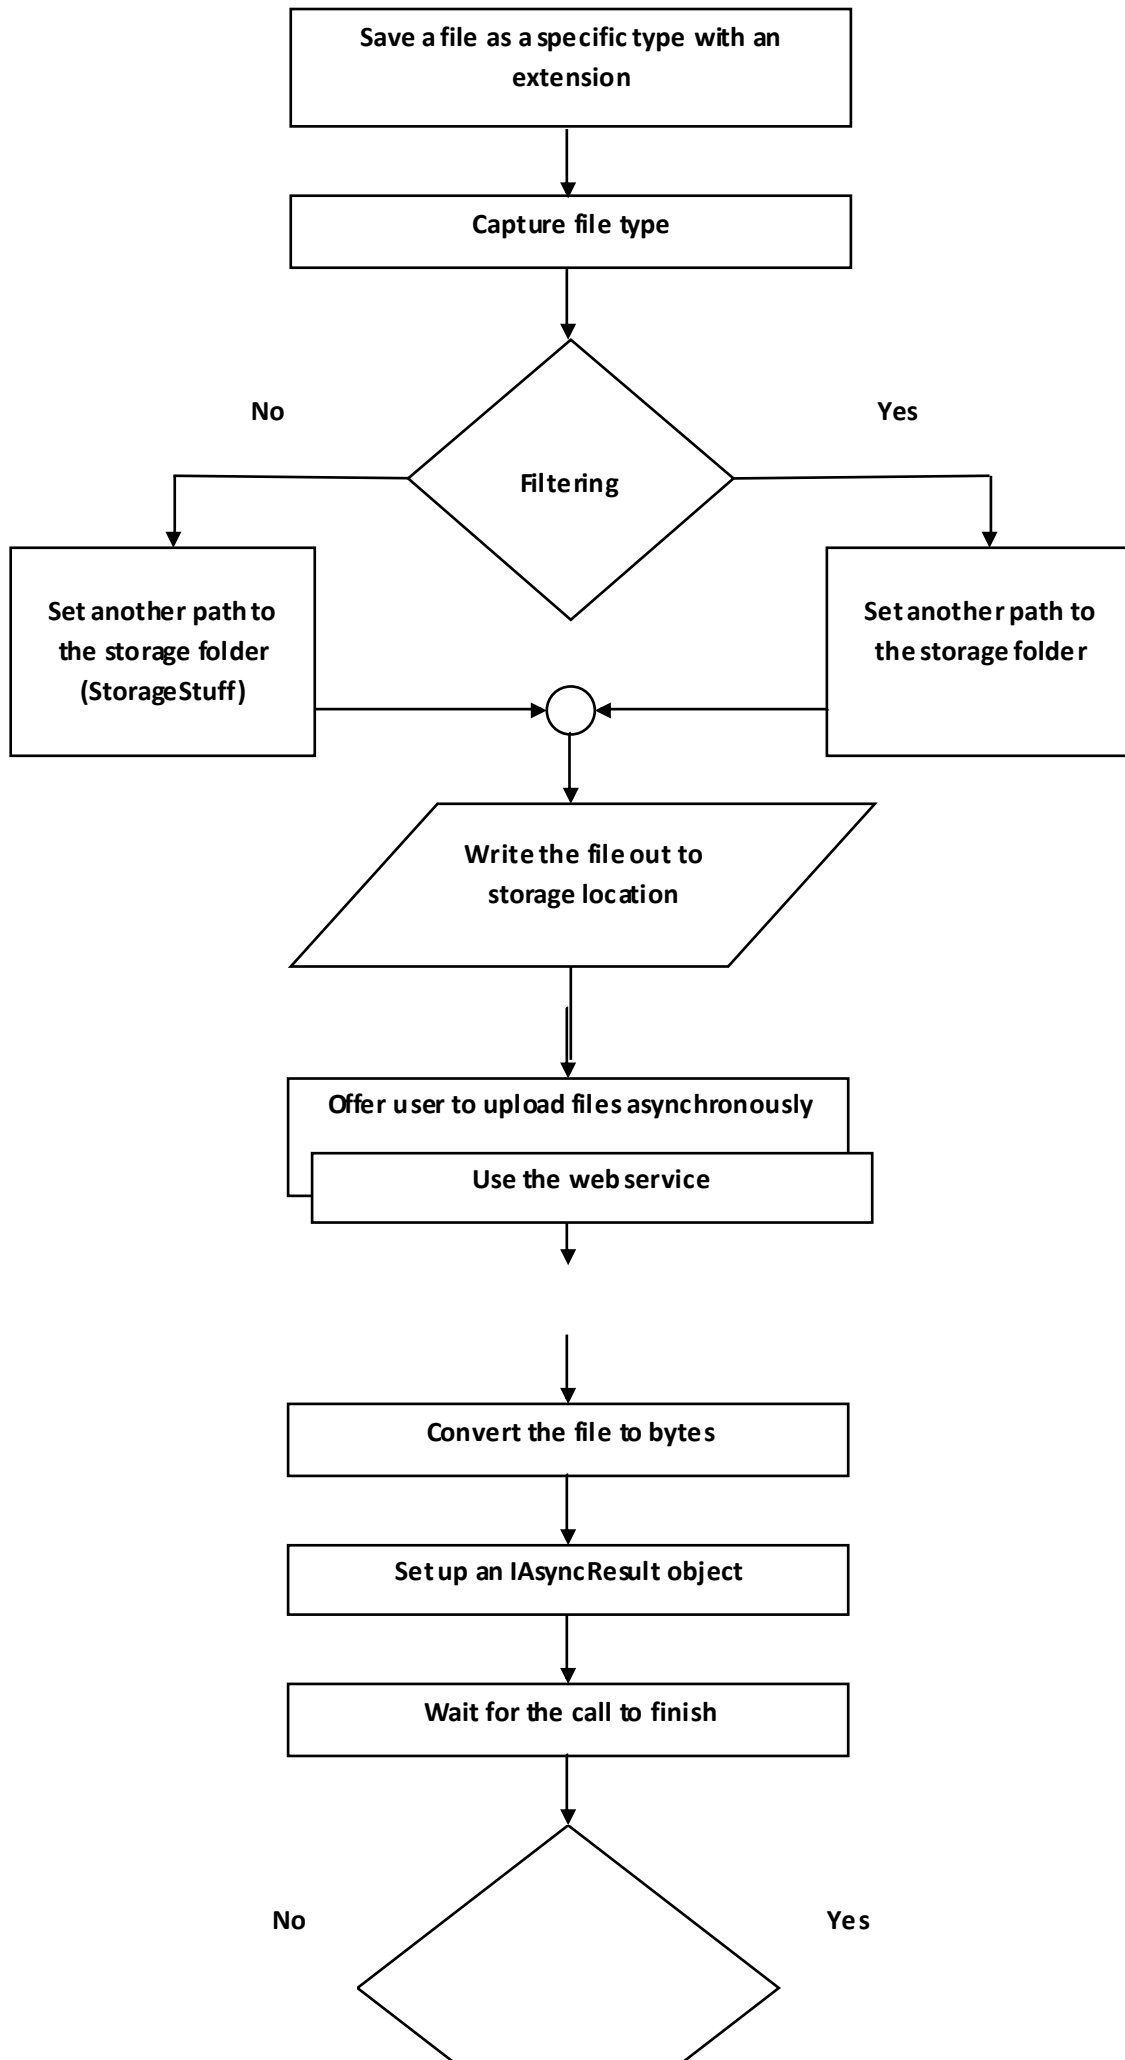 Save a file as a specific type with an
extension
Capture file type
No
Yes
Filtering
Set another path to
the storage folder
(StorageStuff)
Set another path to
the storage folder
Write the file out to
storage location
Offer user to upload files asynchronously
Use the web service
Convert the file to bytes
Set up an IAsyncResult object
Wait for the call to finish
No
Yes